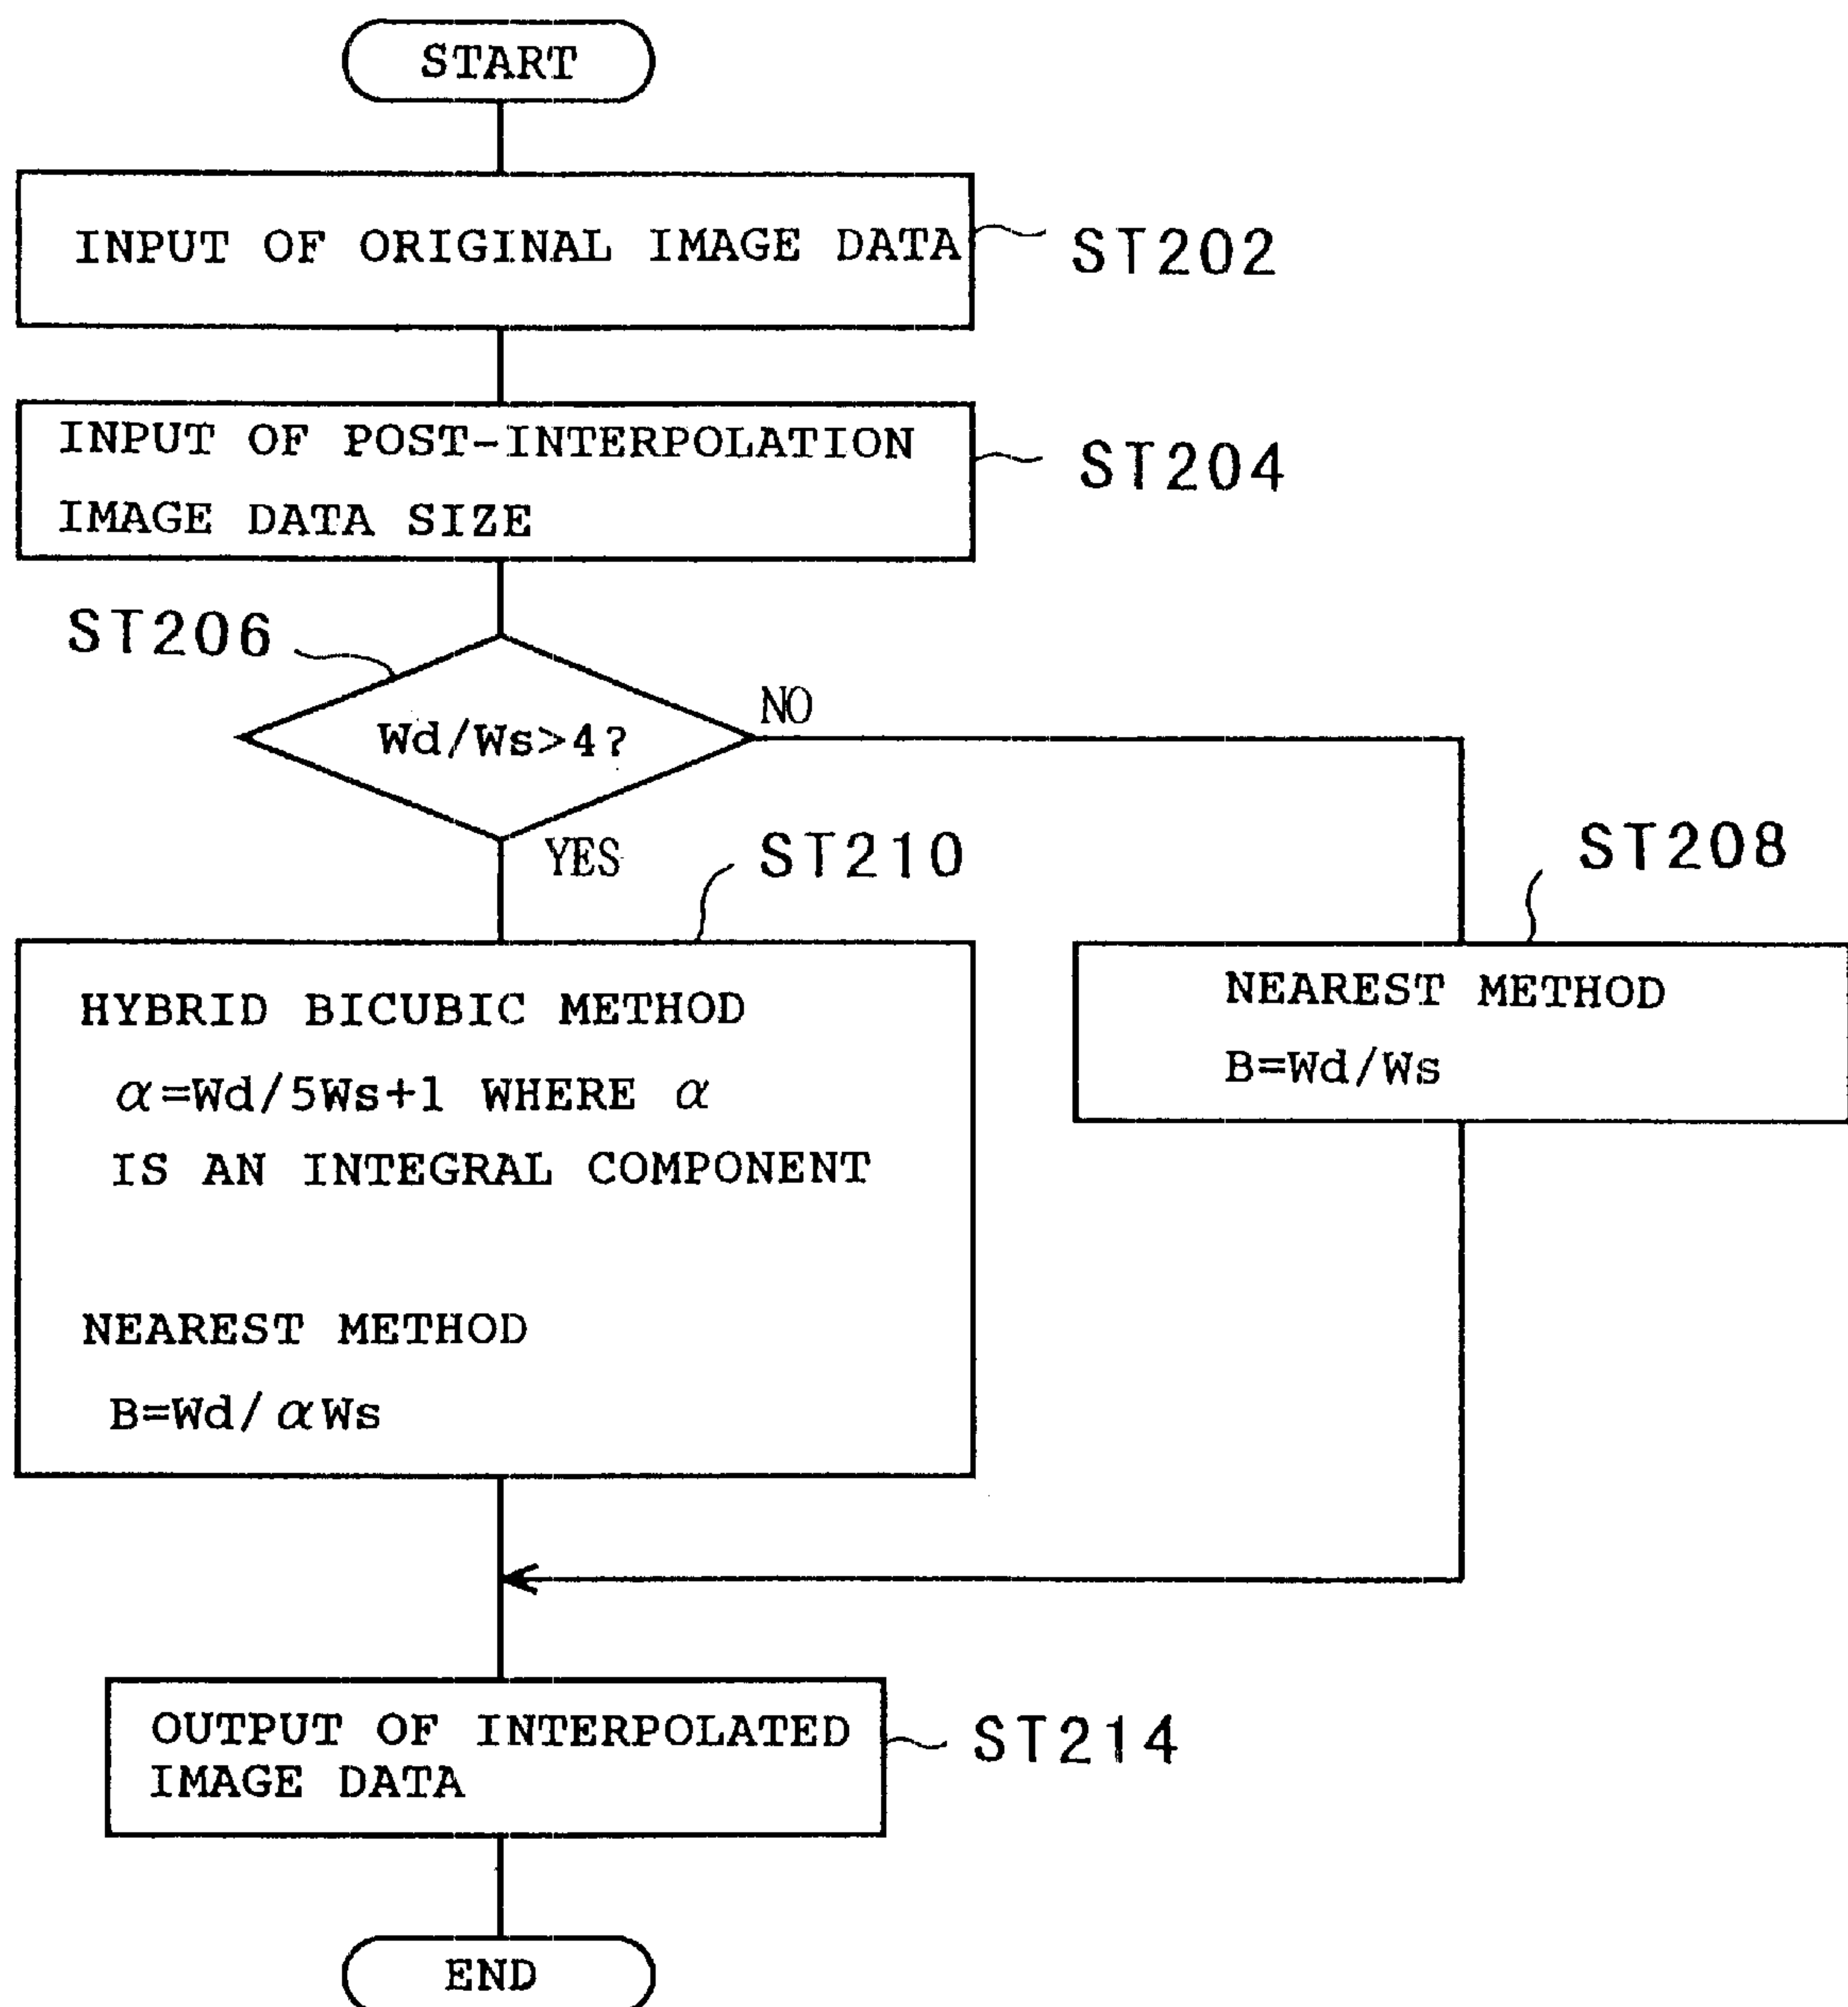 START
INPUT OF ORIGINAL IMAGE DATA
ST202
INPUT OF POST-INTERPOLATION
IMAGE DATA SIZE
ST204
ST206
Wd/Ws>4?
NO
YES
ST210
HYBRID BICUBIC METHOD
α=Wd/5Ws+1 WHERE α
IS AN INTEGRAL COMPONENT
NEAREST METHOD
B=Wd/αWs
ST208
NEAREST METHOD
B=Wd/Ws
OUTPUT OF INTERPOLATED
IMAGE DATA
ST214
END